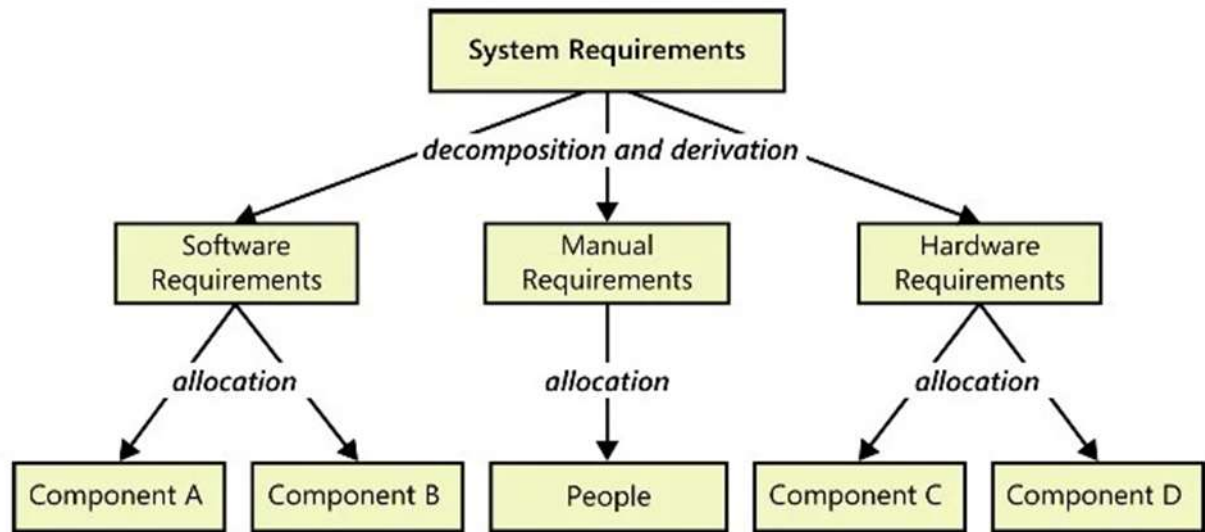 System Requirements
decomposition and derivation
Software
Requirements
Manual
Requirements
Hardware
Requirements
allocation
allocation
allocation
Component A
Component B
People
Component C
Component D